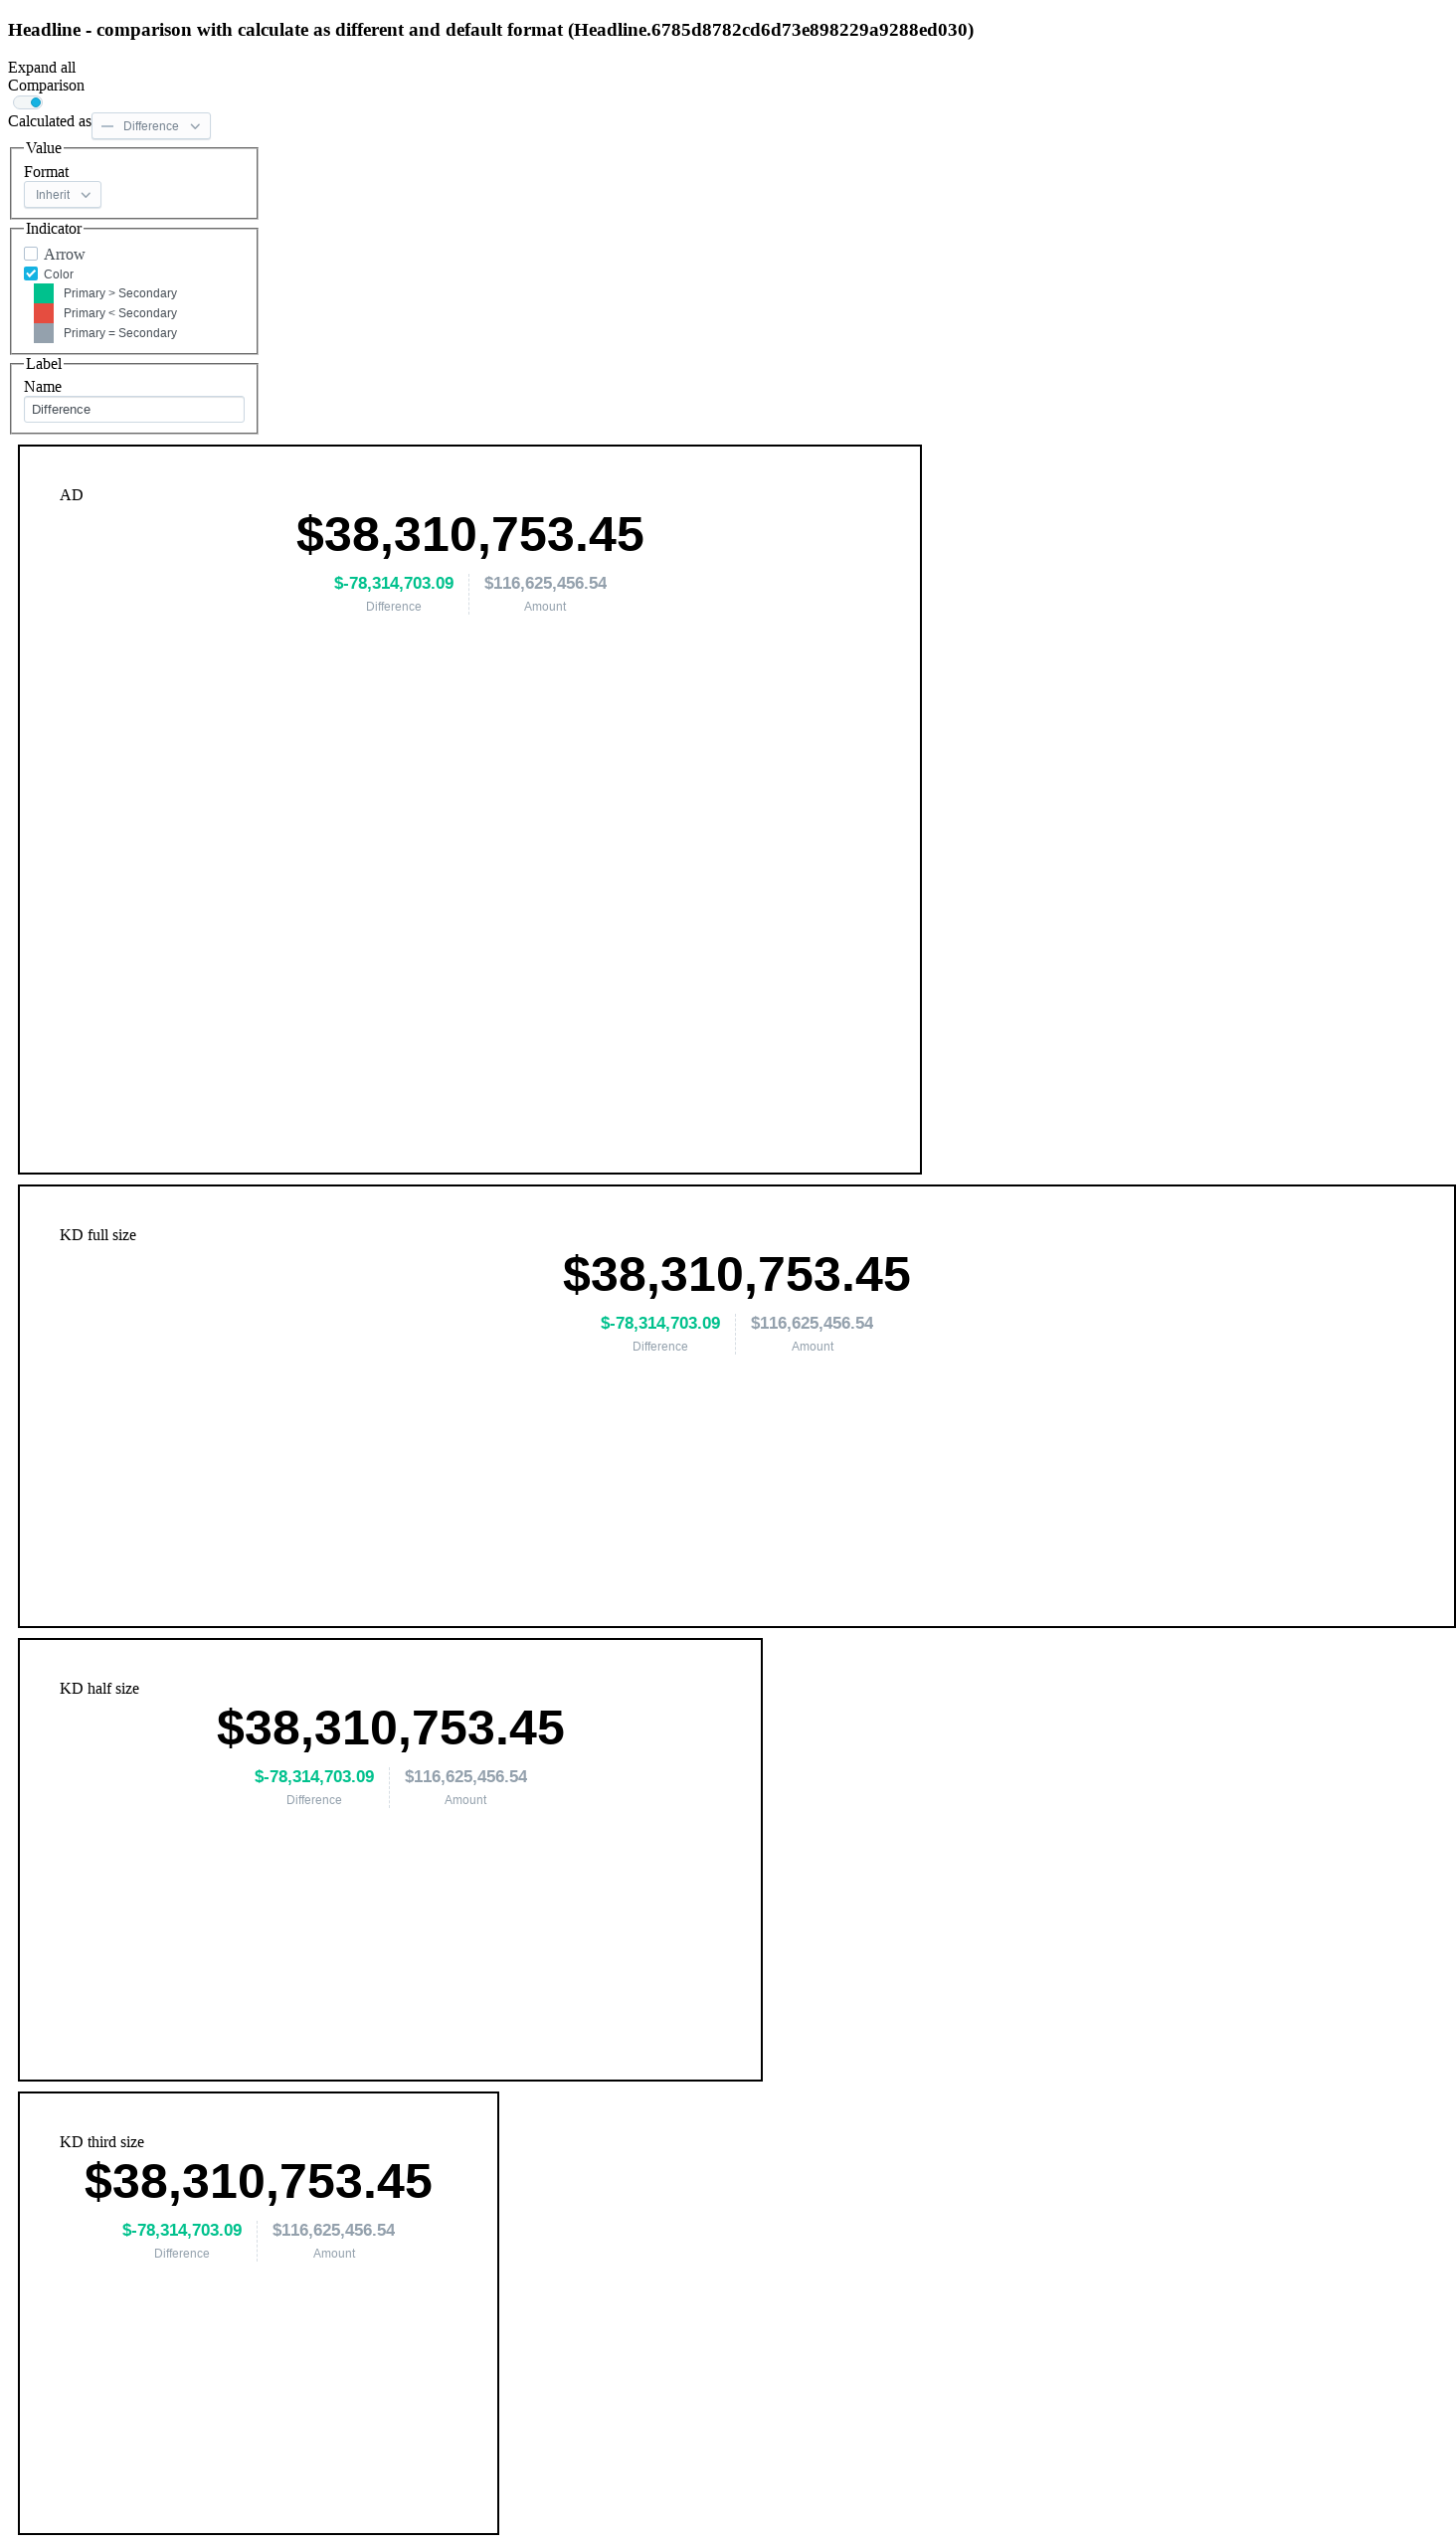 Headline - comparison with calculate as different and default format (Headline.6785d8782cd6d73e898229a9288ed030)
Expand all
Comparison
Calculated as Difference
Value
Format
Inherit
Indicator
Arrow
Color
Primary > Secondary
Primary < Secondary
Primary = Secondary
Label
Name
Difference
AD
$38,310,753.45
$-78,314,703.09 $116,625,456.54
Difference Amount
KD full size
$38,310,753.45
$-78,314,703.09 $116,625,456.54
Difference Amount
KD half size
$38,310,753.45
$-78,314,703.09 $116,625,456.54
Difference Amount
KD third size
$38,310,753.45
$-78,314,703.09 $116,625,456.54
Difference Amount